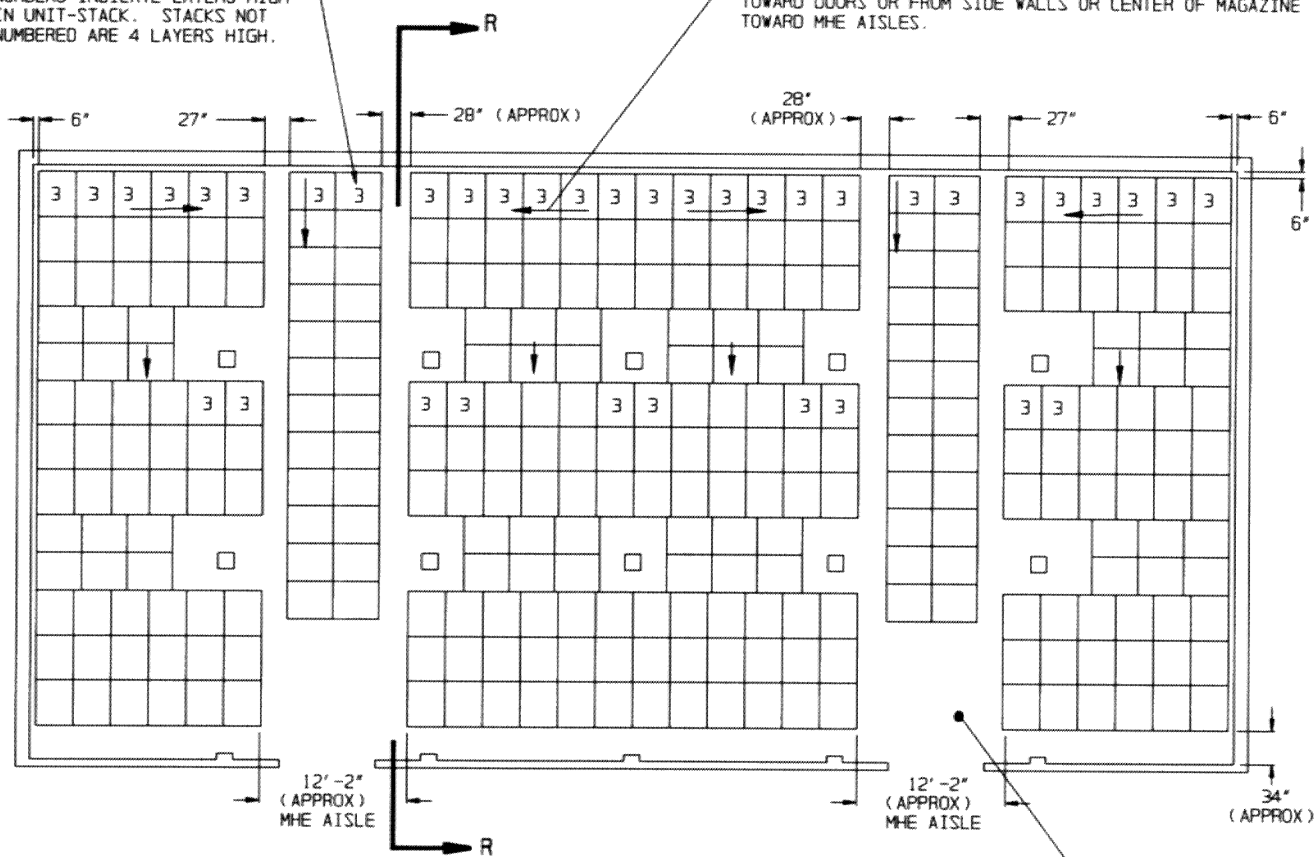 NUMBERS INDICATE LAYERS HIGH
IN UNIT-STACK. STACKS NOT
NUMBERED ARE 4 LAYERS HIGH.
TOWARD DOORS OR FROM SIDE WALLS OR CENTER OF MAGAZINE
TOWARD MHE AISLES.
R
6"
27"
28" (APPROX)
28"
(APPROX)
27"
6"
6"
3 3 3 3 3 3
3 3
3 3 3 3 3 3 3 3 3 3 3 3
3 3
3 3 3 3 3 3
3 3
3 3
3 3
3 3
3 3
12'-2"
(APPROX)
MHE AISLE
12'-2"
(APPROX)
MHE AISLE
34"
(APPROX)
R